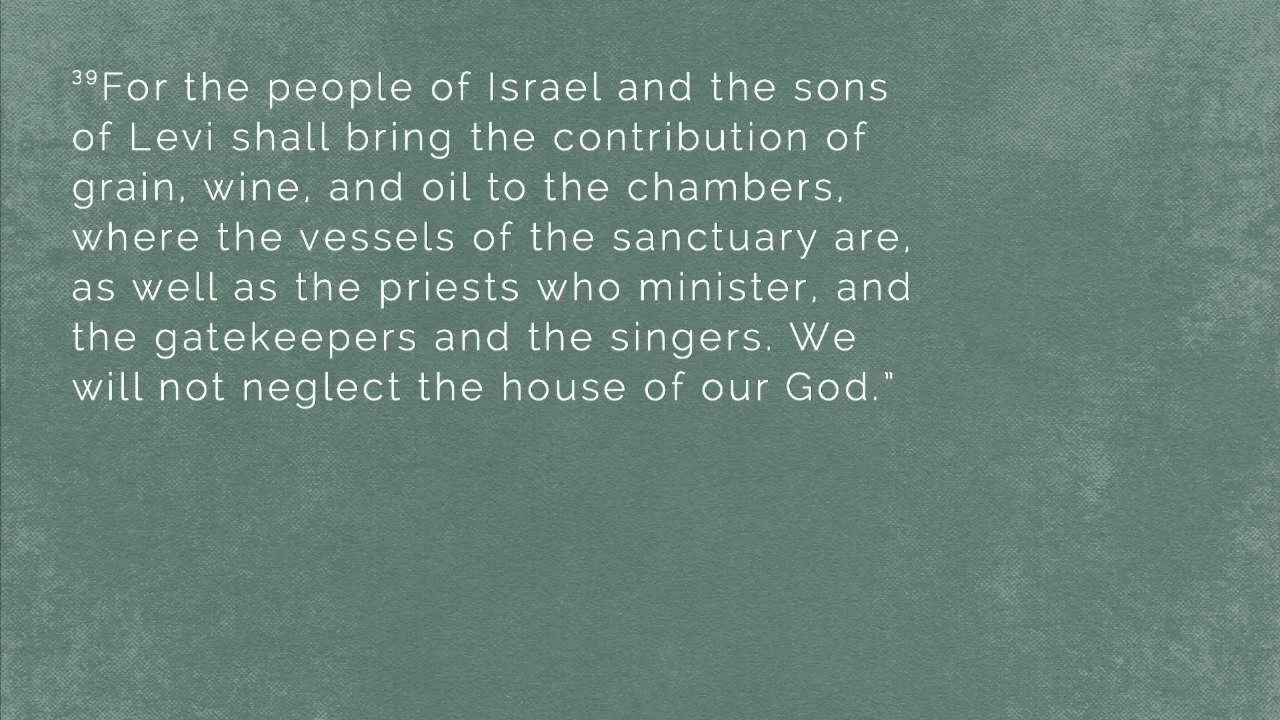 ³⁹For the people of Israel and the sons
of Levi shall bring the contribution of
grain, wine, and oil to the chambers,
where the vessels of the sanctuary are,
as well as the priests who minister, and
the gatekeepers and the singers. We
will not neglect the house of our God.”